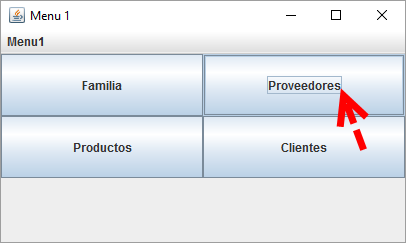 Menu 1
Menu1
Familia
Proveedores
Productos
Clientes